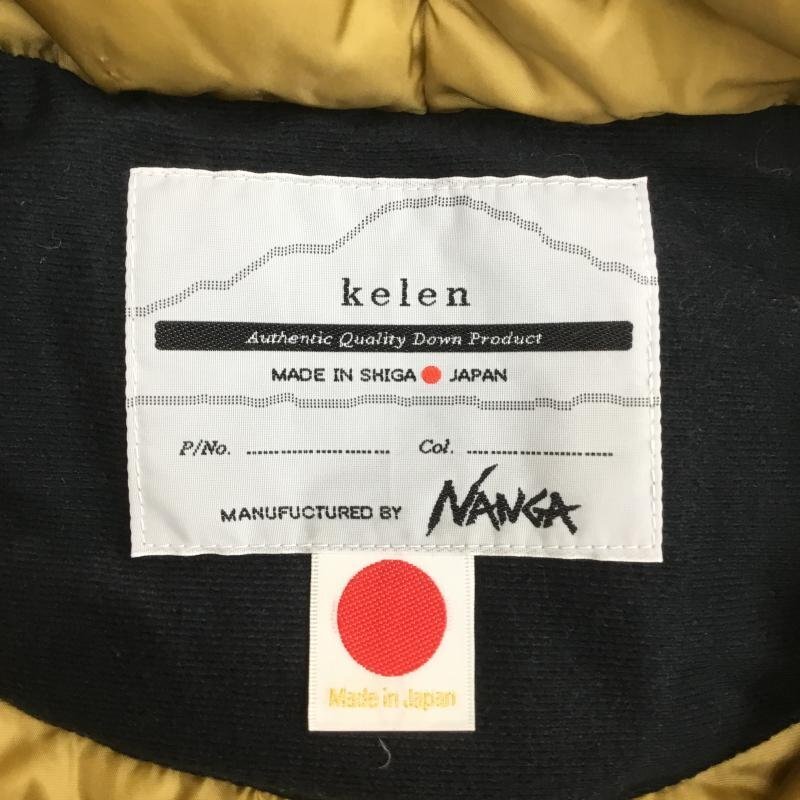 kelen
Authentic Quality Down Product
MADE IN SHIGA JAPAN
P/No. ........................ Col. ........................
MANUFUCTURED BY NANGA
Made in Japan